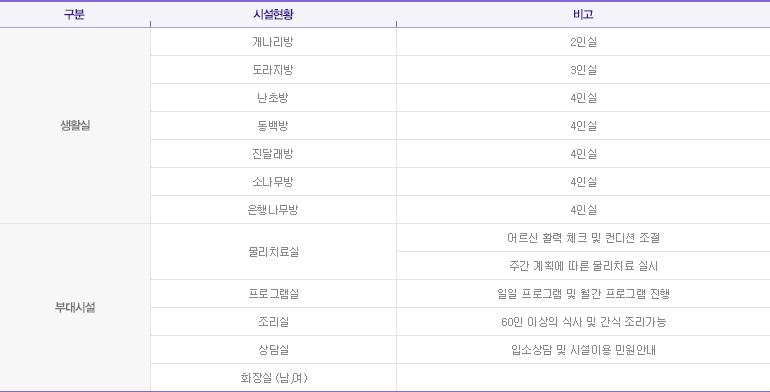 구분 시설현황 비고
생활실
개나리방 2인실
도라지방 3인실
난초방 4인실
동백방 4인실
진달래방 4인실
소나무방 4인실
은행나무방 4인실
부대시설
물리치료실 어르신 활력 체크 및 컨디션 조절
주간 계획에 따른 물리치료 실시
프로그램실 일일 프로그램 및 월간 프로그램 진행
조리실 60인 이상의 식사 및 간식 조리가능
상담실 입소상담 및 시설이용 민원안내
화장실 (남,여)